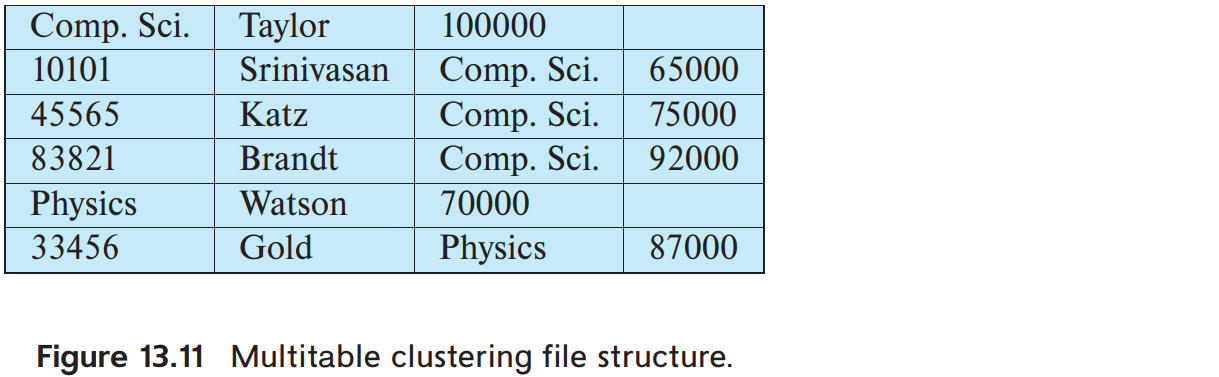 Comp. Sci. Taylor 100000
10101 Srinivasan Comp. Sci. 65000
45565 Katz Comp. Sci. 75000
83821 Brandt Comp. Sci. 92000
Physics Watson 70000
33456 Gold Physics 87000
Figure 13.11 Multitable clustering file structure.